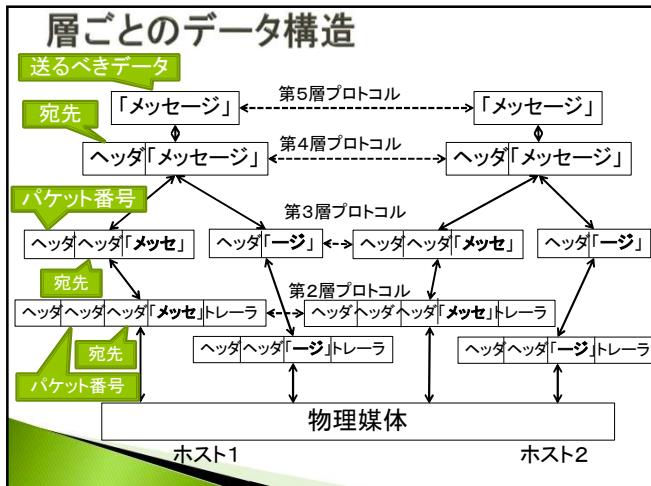 層ごとのデータ構造
送るべきデータ
「メッセージ」 第5層プロトコル 「メッセージ」
宛先
ヘッダ「メッセージ」 第4層プロトコル ヘッダ「メッセージ」
パケット番号
第3層プロトコル
ヘッダヘッダ「メッセ」 ヘッダ「ージ」 ヘッダヘッダ「メッセ」 ヘッダ「ージ」
宛先
第2層プロトコル
ヘッダヘッダヘッダ「メッセ」トレーラ ヘッダヘッダヘッダ「メッセ」トレーラ
宛先
ヘッダヘッダ「ージ」トレーラ ヘッダヘッダ「ージ」トレーラ
パケット番号
物理媒体
ホスト1 ホスト2